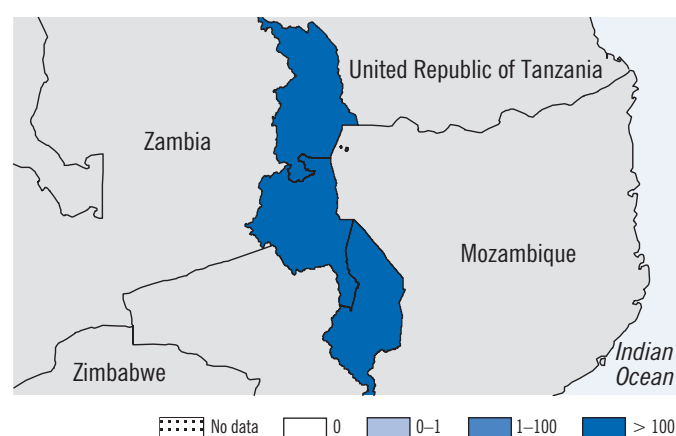 United Republic of Tanzania
Zambia
Mozambique
Indian
Ocean
Zimbabwe
No data 0 0–1 1–100 > 100